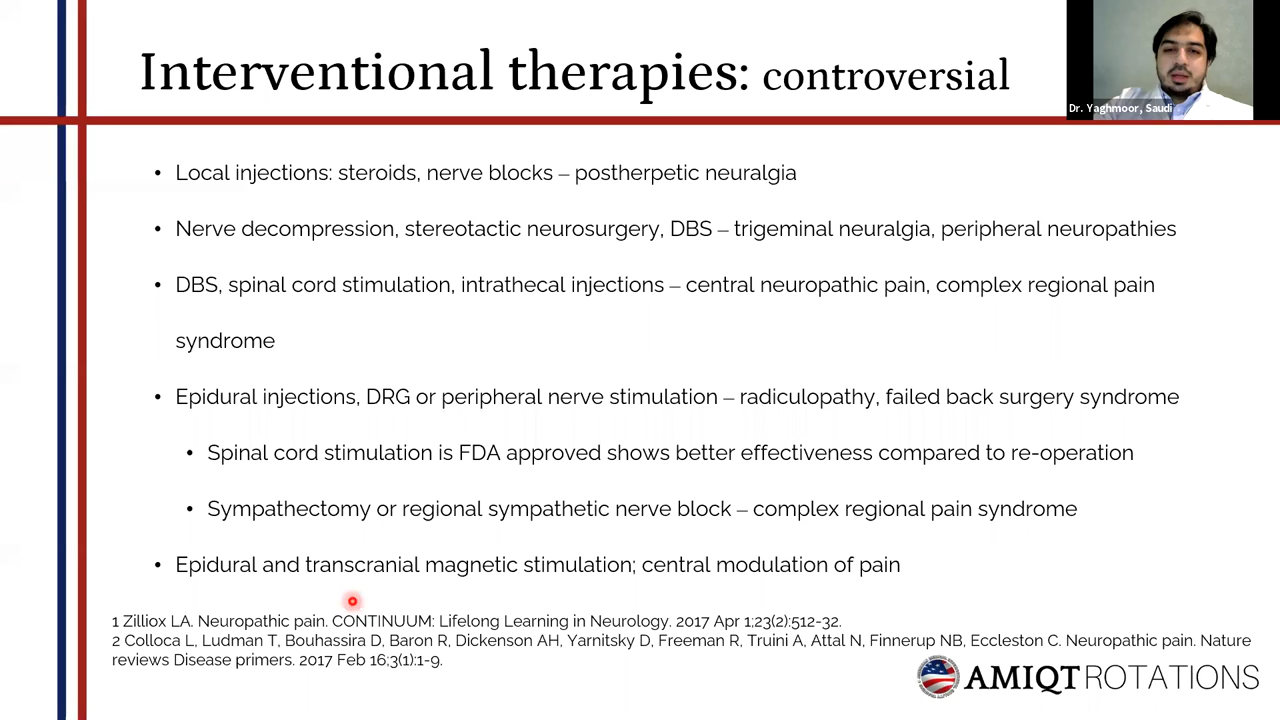 Interventional therapies: controversial
Dr. Yaghmoor, Saudi
• Local injections: steroids, nerve blocks – postherpetic neuralgia
• Nerve decompression, stereotactic neurosurgery, DBS – trigeminal neuralgia, peripheral neuropathies
• DBS, spinal cord stimulation, intrathecal injections – central neuropathic pain, complex regional pain
syndrome
• Epidural injections, DRG or peripheral nerve stimulation – radiculopathy, failed back surgery syndrome
• Spinal cord stimulation is FDA approved shows better effectiveness compared to re-operation
• Sympathectomy or regional sympathetic nerve block – complex regional pain syndrome
• Epidural and transcranial magnetic stimulation; central modulation of pain
1 Zilliox LA. Neuropathic pain. CONTINUUM: Lifelong Learning in Neurology. 2017 Apr 1;23(2):512-32.
2 Colloca L, Ludman T, Bouhassira D, Baron R, Dickenson AH, Yarnitsky D, Freeman R, Truini A, Attal N, Finnerup NB, Eccleston C. Neuropathic pain. Nature
reviews Disease primers. 2017 Feb 16;3(1):1-9.
AMIQT ROTATIONS